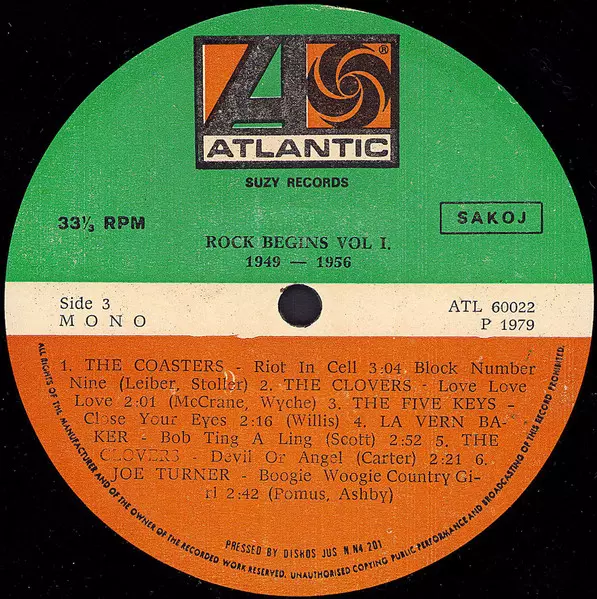 ATLANTIC
®
SUZY RECORDS
33⅓ RPM
SAKOJ
ROCK BEGINS VOL I.
1949 — 1956
Side 3
MONO
ATL 60022
P 1979
1. THE COASTERS - Riot In Cell 3:04 Block Number
Nine (Leiber, Stoller) 2. THE CLOVERS - Love Love
Love 2:01 (McCrane, Wyche) 3. THE FIVE KEYS -
Close Your Eyes 2:16 (Willis) 4. LA VERN BA-
KER - Bob Ting A Ling (Scott) 2:52 5. THE
CLOVERS - Devil Or Angel (Carter) 2:21 6.
JOE TURNER - Boogie Woogie Country Gi-
rl 2:42 (Pomus, Ashby)
PRESSED BY DISKOS JUS N N4 201
ALL RIGHTS OF THE MANUFACTURER AND OF THE OWNER OF THE RECORDED WORK RESERVED. UNAUTHORISED COPYING PUBLIC PERFORMANCE AND BROADCASTING OF THIS RECORD PROHIBITED.